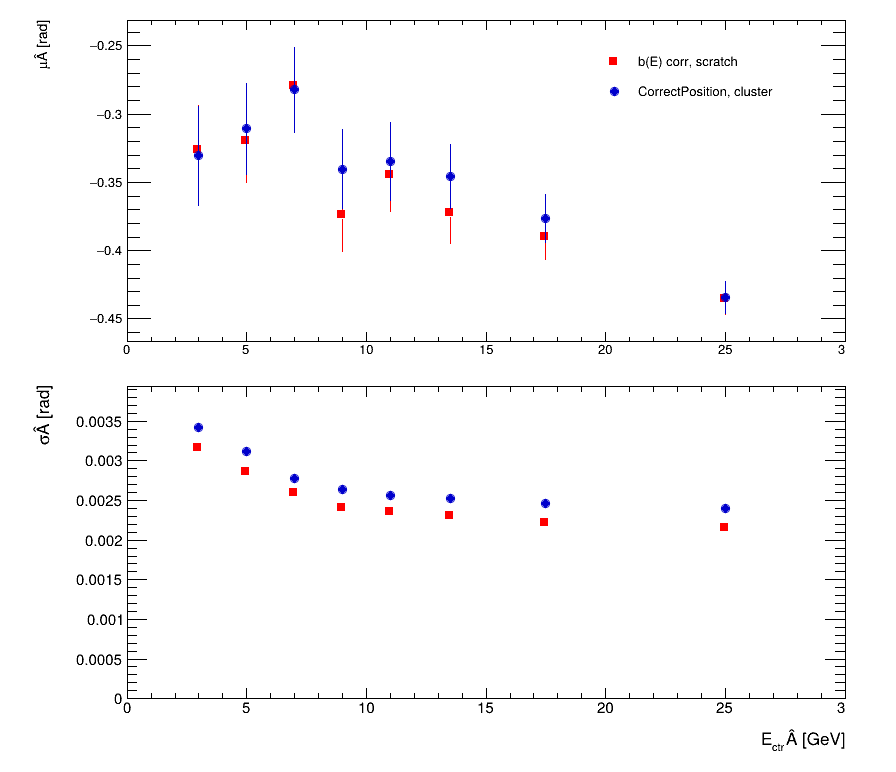 μÂ [rad]
−0.25
−0.3
−0.35
−0.4
−0.45
b(E) corr, scratch
CorrectPosition, cluster
0 5 10 15 20 25 3
σÂ [rad]
0.0035
0.003
0.0025
0.002
0.0015
0.001
0.0005
0
0 5 10 15 20 25 3
E_ctr Â [GeV]